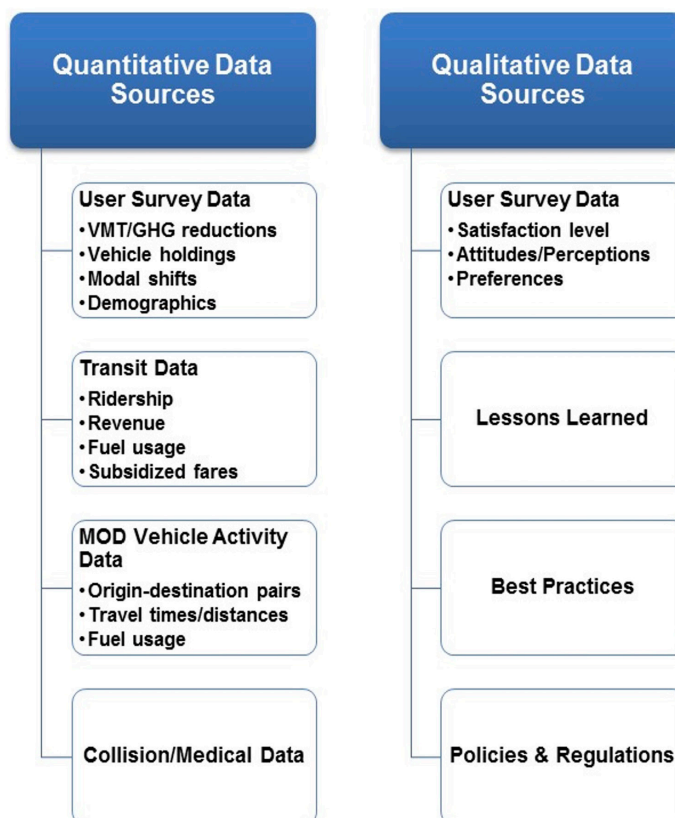 Quantitative Data
Sources
User Survey Data
• VMT/GHG reductions
• Vehicle holdings
• Modal shifts
• Demographics
Transit Data
• Ridership
• Revenue
• Fuel usage
• Subsidized fares
MOD Vehicle Activity
Data
• Origin-destination pairs
• Travel times/distances
• Fuel usage
Collision/Medical Data
Qualitative Data
Sources
User Survey Data
• Satisfaction level
• Attitudes/Perceptions
• Preferences
Lessons Learned
Best Practices
Policies & Regulations